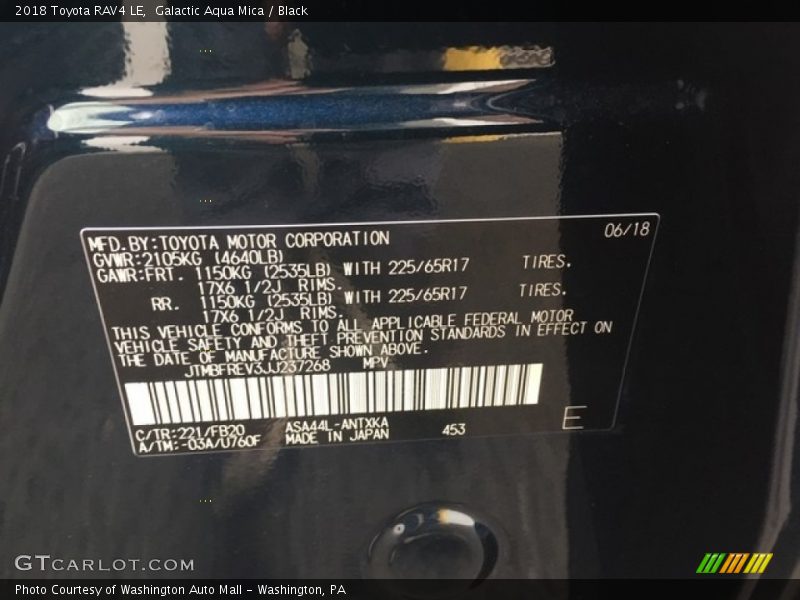 2018 Toyota RAV4 LE,  Galactic Aqua Mica / Black
MFD.BY:TOYOTA MOTOR CORPORATION 06/18
GVWR:2105KG (4640LB)
GAWR:FRT. 1150KG (2535LB) WITH 225/65R17 TIRES.
17X6 1/2J RIMS.
RR. 1150KG (2535LB) WITH 225/65R17 TIRES.
17X6 1/2J RIMS.
THIS VEHICLE CONFORMS TO ALL APPLICABLE FEDERAL MOTOR
VEHICLE SAFETY AND THEFT PREVENTION STANDARDS IN EFFECT ON
THE DATE OF MANUFACTURE SHOWN ABOVE.
JTMBFREV3JJ237268 MPV
C/TR:221/FB20 ASA44L-ANTXKA 453 E
A/TM:-03A/U760F MADE IN JAPAN
GTCARLOT.COM
Photo Courtesy of Washington Auto Mall - Washington, PA